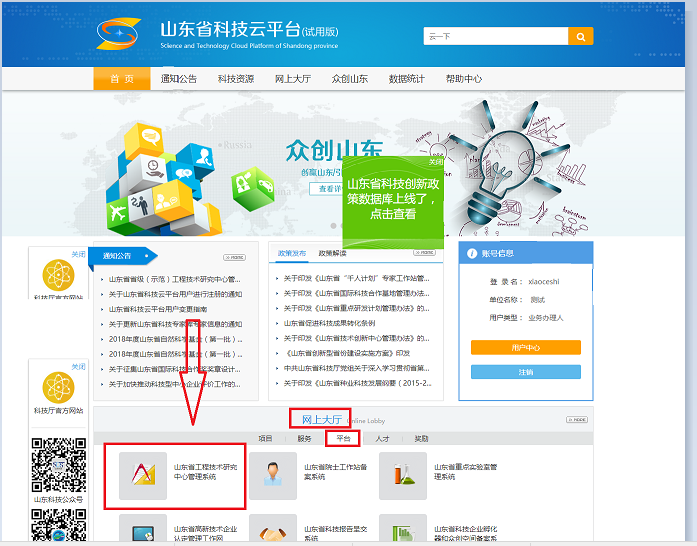 山东省科技云平台(试用版)
Science and Technology Cloud Platform of Shandong province
云一下
首 页
通知公告
科技资源
网上大厅
众创山东
数据统计
帮助中心
Russia
众创山东
创赢山东/引
查看详
关闭
山东省科技创新政
策数据库上线了，
点击查看
strategy
关闭
科技厅官方网站
通知公告
>> MORE
山东省省级（示范）工程技术研究中心管...
关于山东省科技云平台用户进行注册的通知
山东省科技云平台用户变更指南
关于更新山东省科技专家库专家信息的通知
2018年度山东省自然科学基金（第一批）...
2018年度山东省自然科学基金（第一批）...
关于征集山东省国际科技合作奖奖章设计...
关于加快推动科技型中小企业评价工作的...
政策发布
政策解读
>> MORE
关于印发《山东省“千人计划”专家工作站管...
关于印发《山东省国际科技合作基地管理办法...
关于印发《山东省重点研发计划管理办法》的...
山东省促进科技成果转化条例
关于印发《山东省技术创新中心管理办法》的...
《山东省创新型省份建设实施方案》印发
中共山东省科技厅党组关于深入学习贯彻省第...
关于印发《山东省种业科技发展纲要（2015-2...
账号信息
登 录 名： xiaoceshi
单位名称： 测试
用户类型： 业务办理人
用户中心
注销
关闭
科技厅官方网站
山东科技公众号
网上大厅
Online Lobby
>> MORE
项目
服务
平台
人才
奖励
山东省工程技术研究
中心管理系统
山东省院士工作站备
案系统
山东省重点实验室管
理系统
山东省高新技术企业
认定管理工作网
山东省科技报告呈交
系统
山东省科技企业孵化
器和众创空间备案系